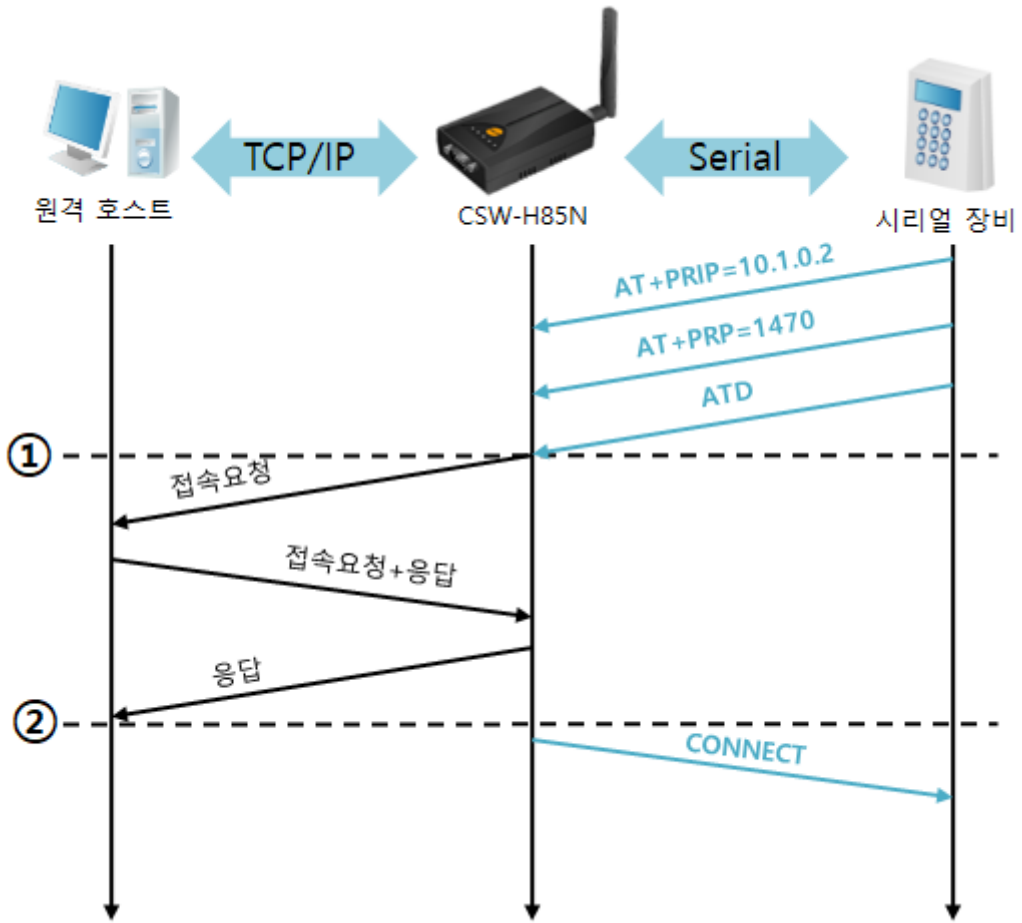 TCP/IP
Serial
원격 호스트
CSW-H85N
시리얼 장비
AT+PRIP=10.1.0.2
AT+PRP=1470
ATD
①
접속요청
접속요청+응답
응답
②
CONNECT